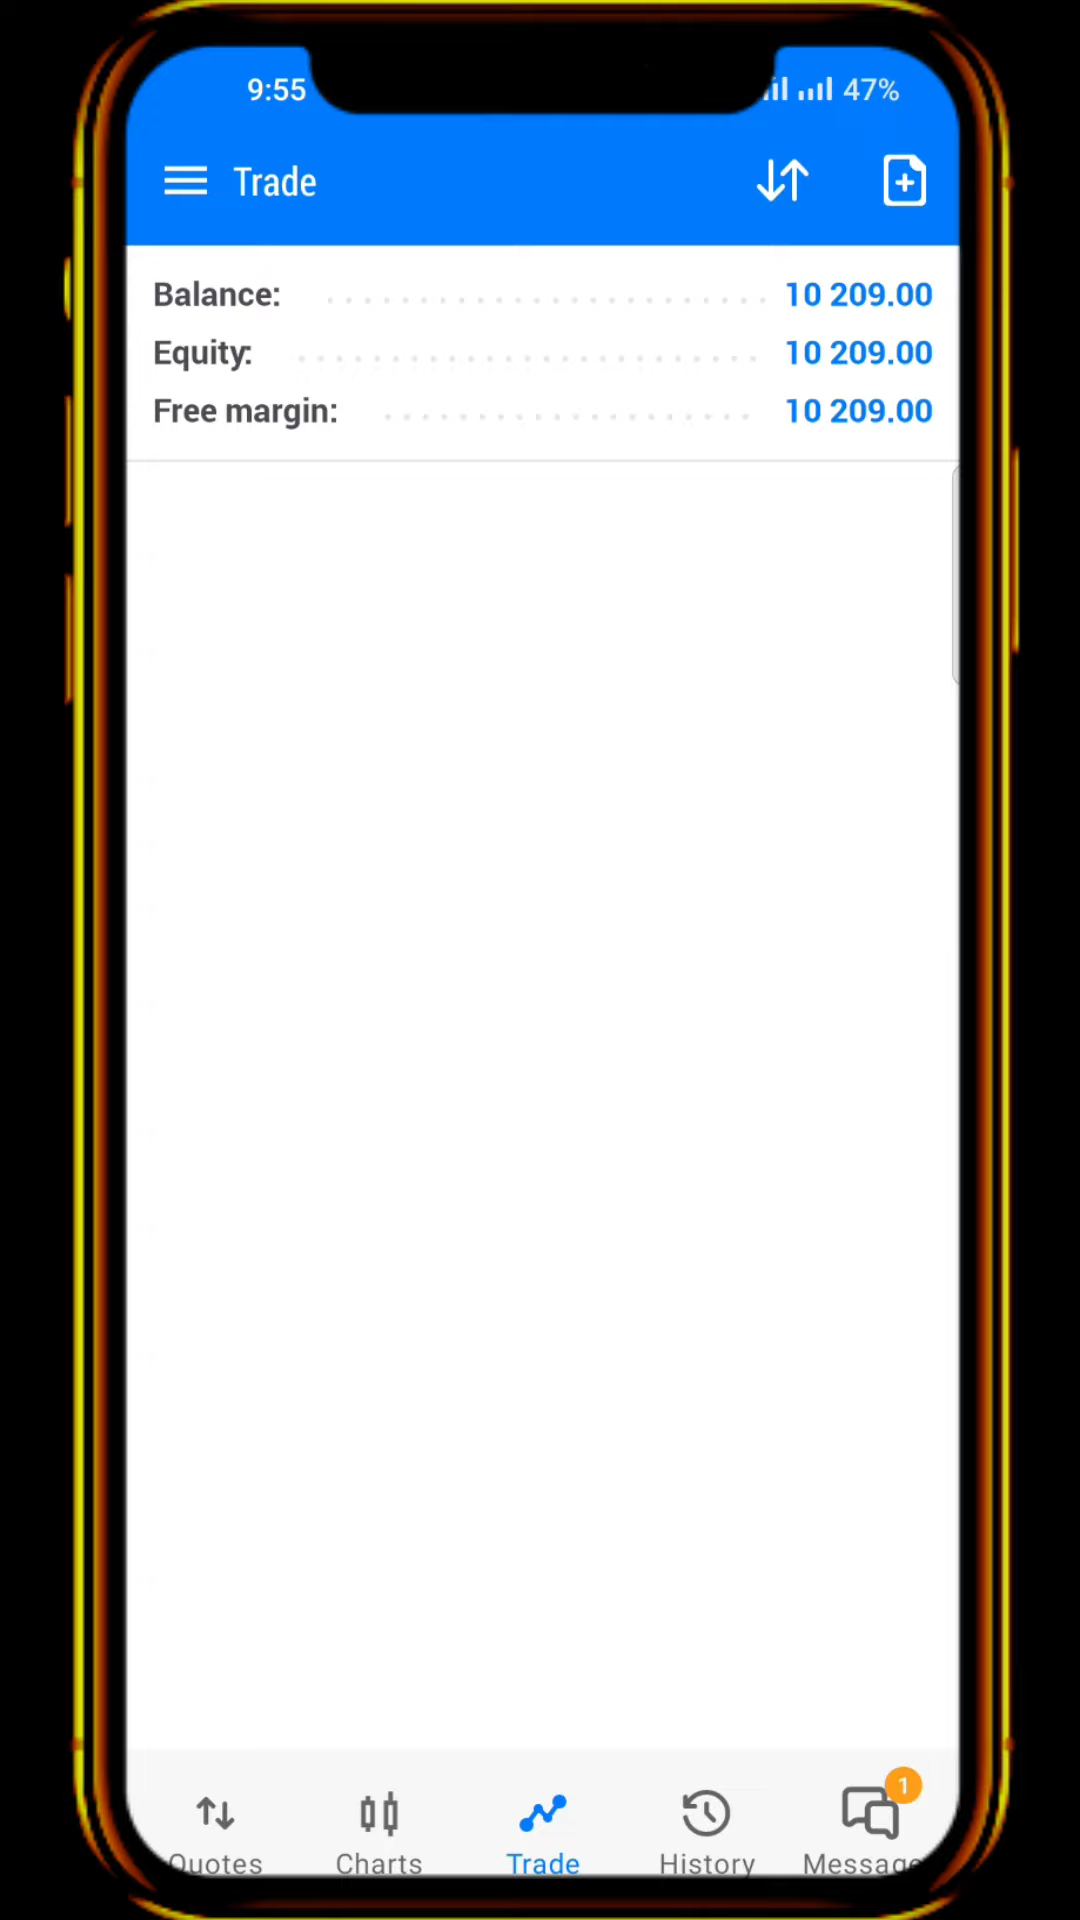 9:55 47%
Trade
Balance: 10 209.00
Equity: 10 209.00
Free margin: 10 209.00
1
Quotes Charts Trade History Message